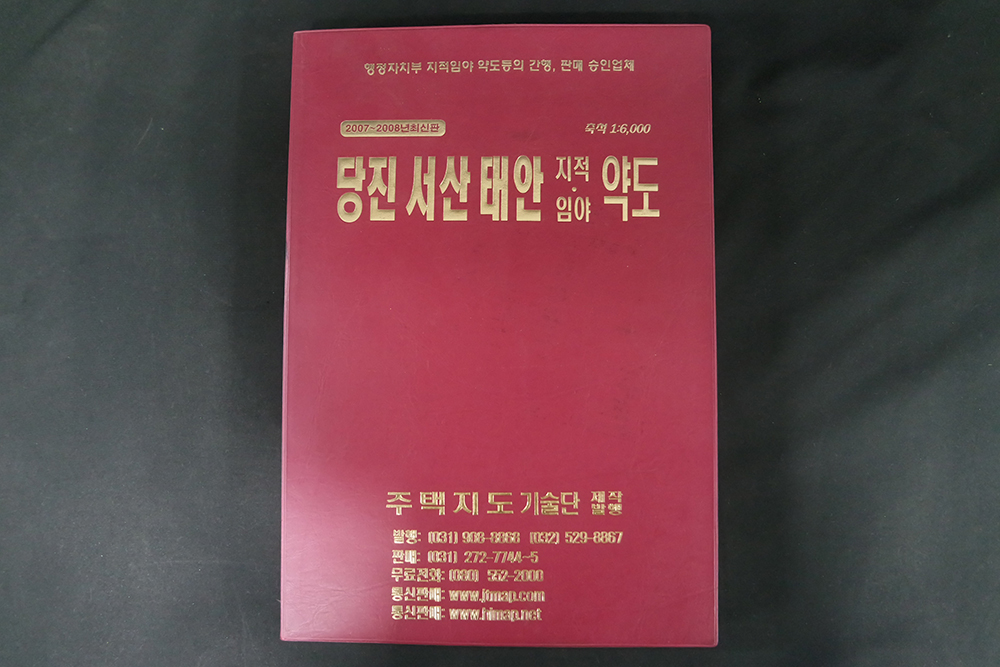 행정자치부 지적임야 약도등의 간행, 판매 승인업체
2007~2008년최신판
축척 1:6,000
당진 서산 태안 지적·임야 약도
주택지도기술단 제작 발행
발행: (031) 908-8868 (032) 529-8867
판매: (031) 272-7744~5
무료전화: (080) 552-2000
통신판매: www.jtmap.com
통신판매: www.himap.net